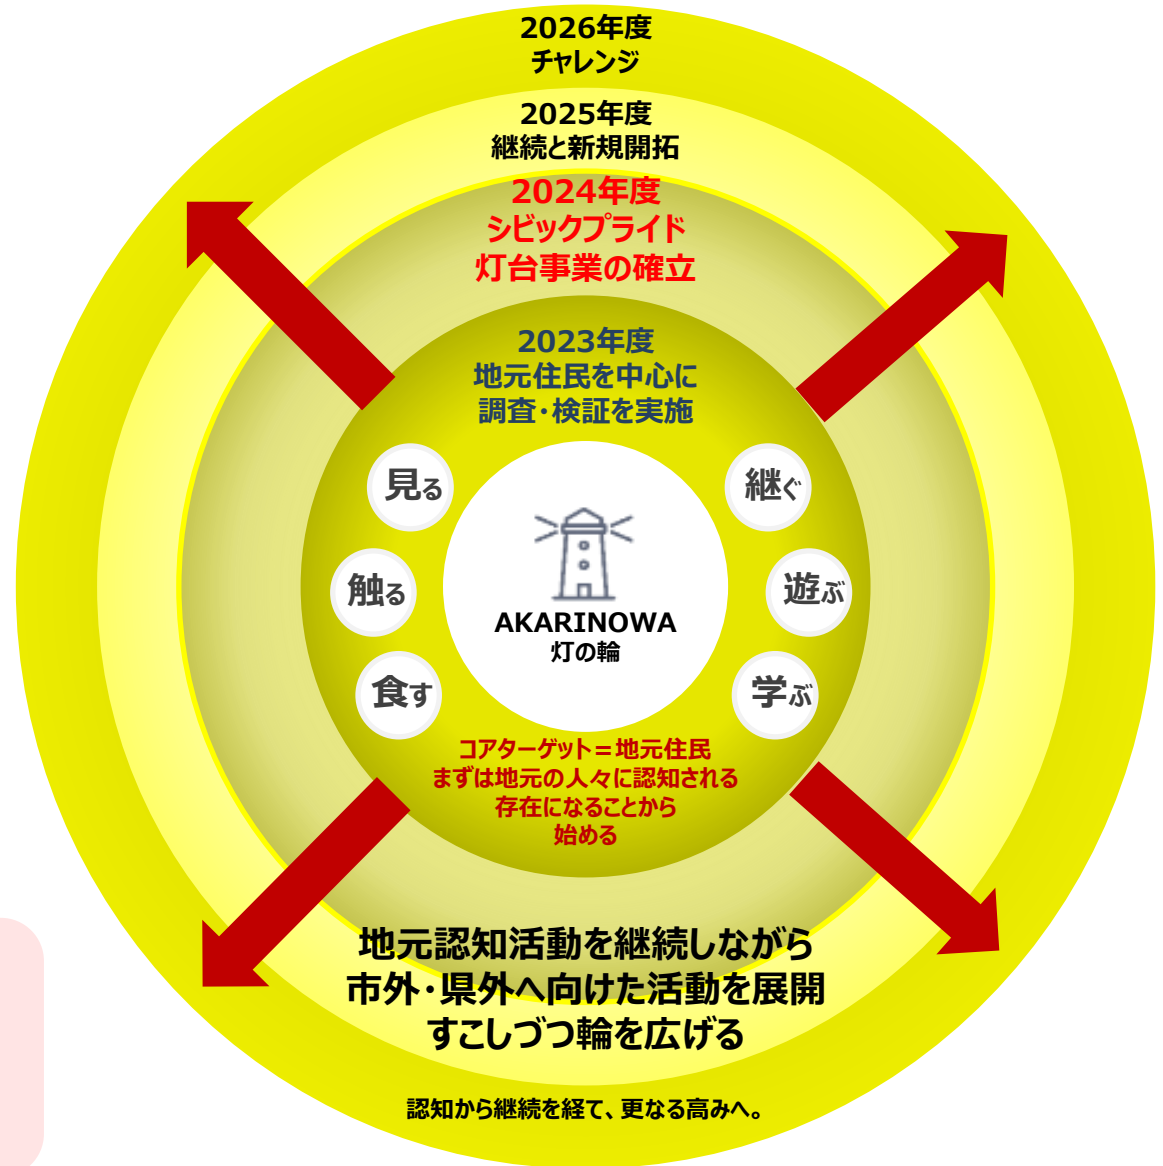 2026年度
チャレンジ
2025年度
継続と新規開拓
2024年度
シビックプライド
灯台事業の確立
2023年度
地元住民を中心に
調査・検証を実施
見る
継ぐ
触る
遊ぶ
食す
学ぶ
AKARINOWA
灯の輪
コアターゲット=地元住民
まずは地元の人々に認知される
存在になることから
始める
地元認知活動を継続しながら
市外・県外へ向けた活動を展開
すこしづつ輪を広げる
認知から継続を経て、更なる高みへ。